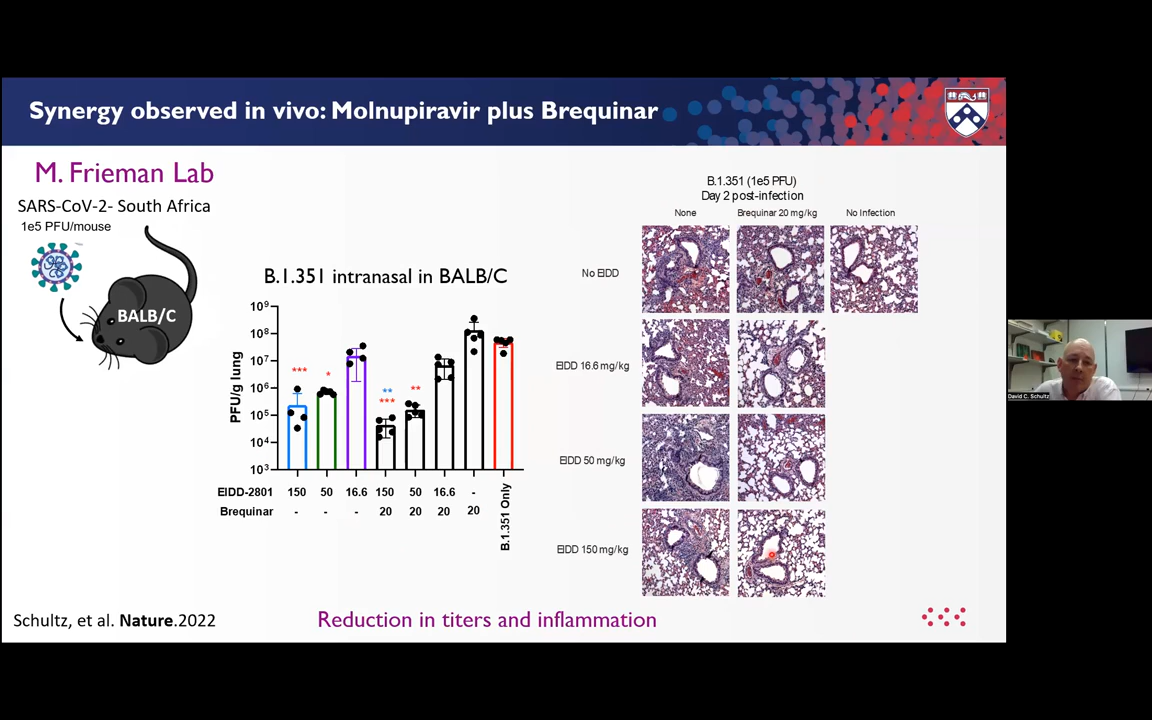 Synergy observed in vivo: Molnupiravir plus Brequinar
M. Frieman Lab
SARS-CoV-2- South Africa
1e5 PFU/mouse
BALB/C
B.1.351 intranasal in BALB/C
PFU/g lung
10⁹
10⁸
10⁷
10⁶
10⁵
10⁴
10³
***
*
**
***
**
EIDD-2801 150 50 16.6 150 50 16.6 -
Brequinar - - - 20 20 20 20
B.1.351 Only
B.1.351 (1e5 PFU)
Day 2 post-infection
None Brequinar 20 mg/kg No Infection
No EIDD
EIDD 16.6 mg/kg
EIDD 50 mg/kg
EIDD 150 mg/kg
Schultz, et al. Nature.2022
Reduction in titers and inflammation
David C. Schultz